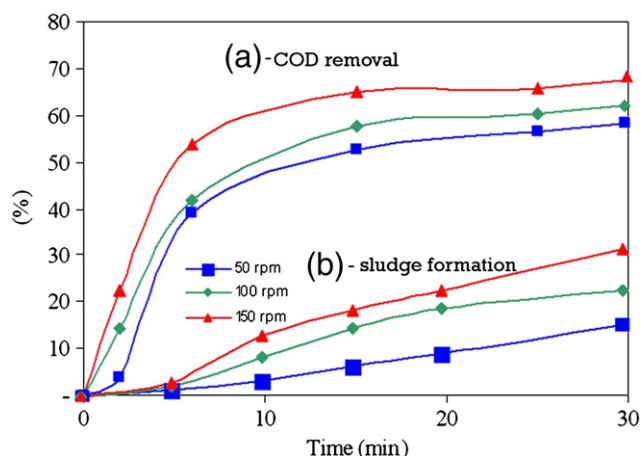 80
(a)-COD removal
70
60
50
(%)
40
30
50 rpm
(b)- sludge formation
100 rpm
20
150 rpm
10
-
0
10
20
30
Time (min)